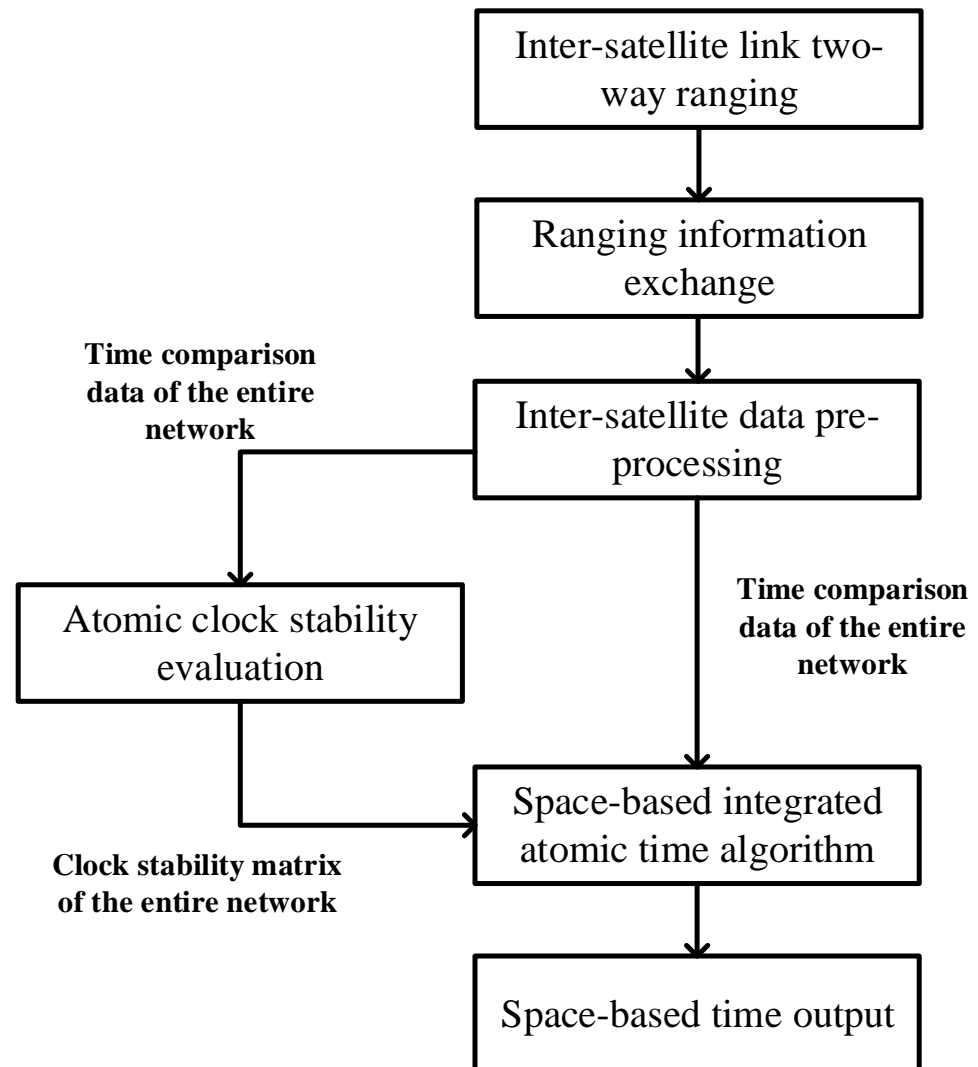 Inter-satellite link two-
way ranging
Ranging information
exchange
Time comparison
data of the entire
network
Inter-satellite data pre-
processing
Atomic clock stability
evaluation
Time comparison
data of the entire
network
Clock stability matrix
of the entire network
Space-based integrated
atomic time algorithm
Space-based time output